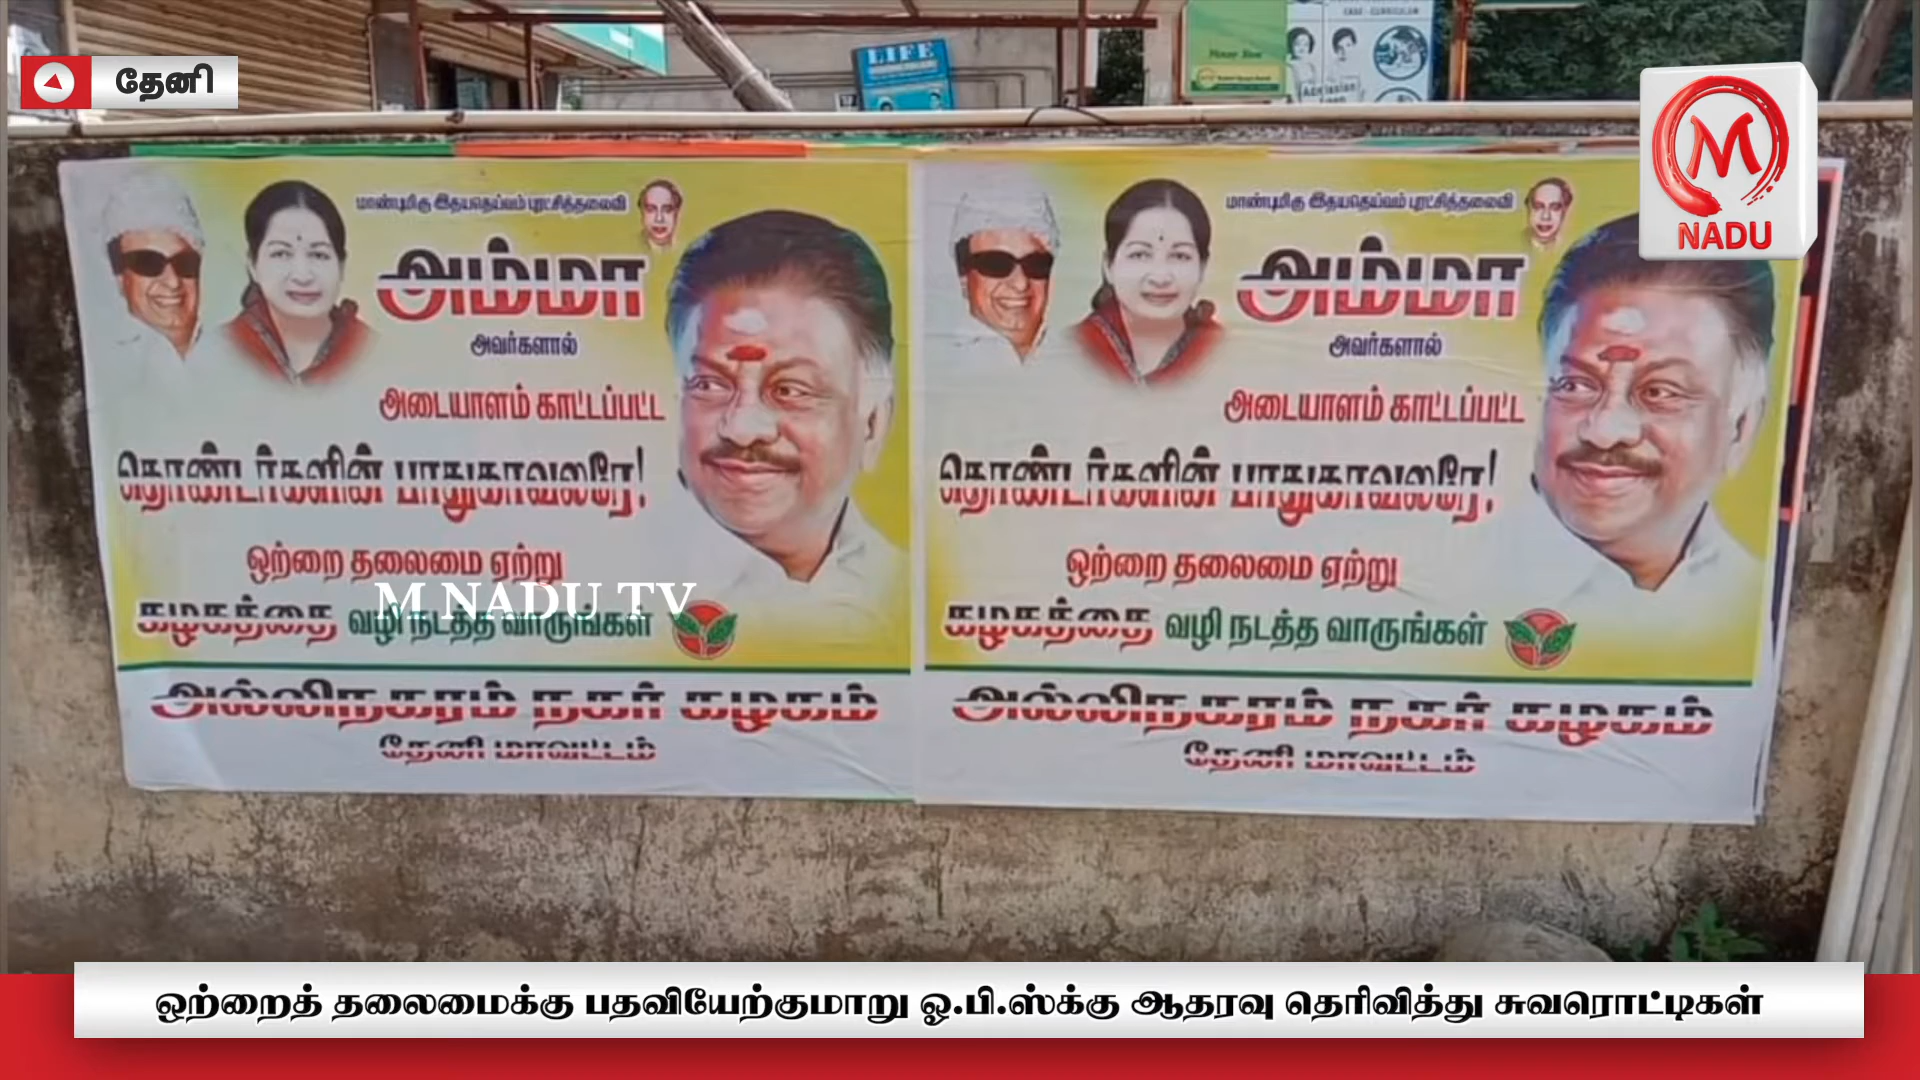 தேனி
LIFE
M
NADU
மாண்புமிகு இதயதெய்வம் புரட்சித்தலைவி
அம்மா
அவர்களால்
அடையாளம் காட்டப்பட்ட
தொண்டர்களின் பாதுகாவலரே!
ஒற்றை தலைமை ஏற்று
கழகத்தை வழி நடத்த வாருங்கள்
அல்லிநகரம் நகர் கழகம்
தேனி மாவட்டம்
மாண்புமிகு இதயதெய்வம் புரட்சித்தலைவி
அம்மா
அவர்களால்
அடையாளம் காட்டப்பட்ட
தொண்டர்களின் பாதுகாவலரே!
ஒற்றை தலைமை ஏற்று
கழகத்தை வழி நடத்த வாருங்கள்
அல்லிநகரம் நகர் கழகம்
தேனி மாவட்டம்
M NADU TV
ஒற்றைத் தலைமைக்கு பதவியேற்குமாறு ஓ.பி.ஸ்க்கு ஆதரவு தெரிவித்து சுவரொட்டிகள்